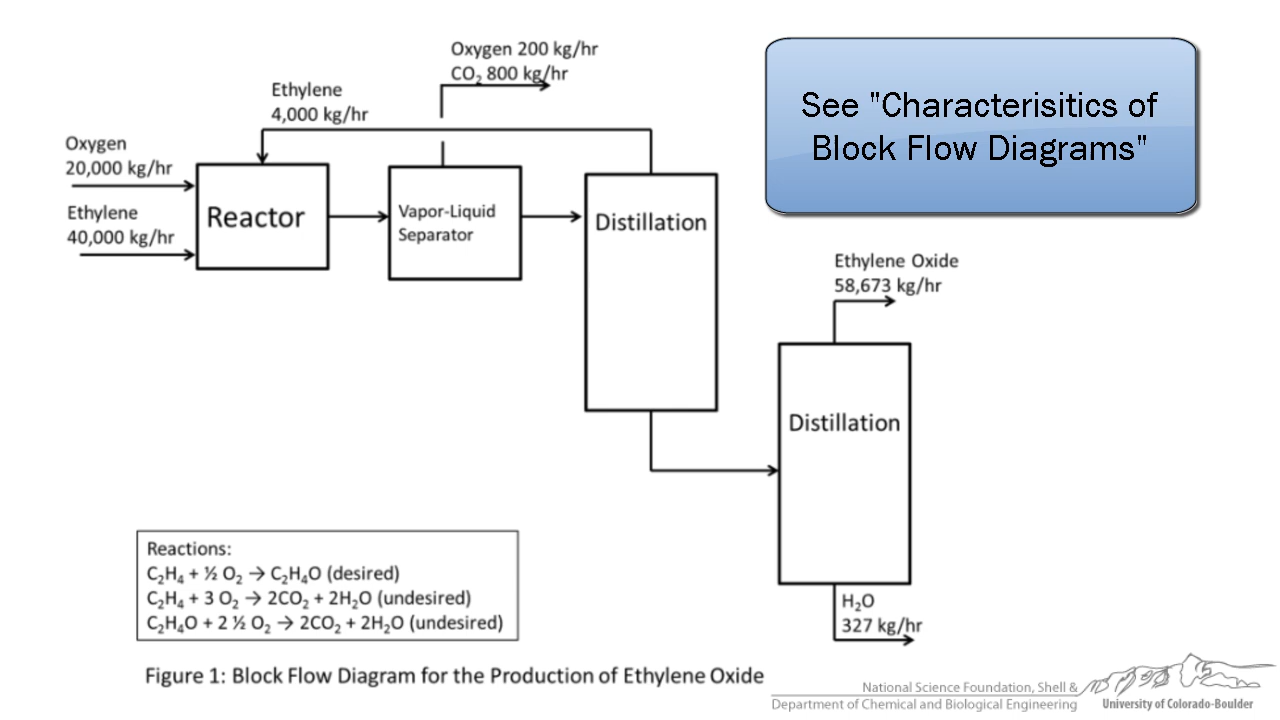 Oxygen 200 kg/hr
CO₂ 800 kg/hr
Ethylene
4,000 kg/hr
See "Characterisitics of
Block Flow Diagrams"
Oxygen
20,000 kg/hr
Ethylene
40,000 kg/hr
Reactor
Vapor-Liquid
Separator
Distillation
Ethylene Oxide
58,673 kg/hr
Distillation
H₂O
327 kg/hr
Reactions:
C₂H₄ + ½ O₂ → C₂H₄O (desired)
C₂H₄ + 3 O₂ → 2CO₂ + 2H₂O (undesired)
C₂H₄O + 2 ½ O₂ → 2CO₂ + 2H₂O (undesired)
Figure 1: Block Flow Diagram for the Production of Ethylene Oxide
National Science Foundation, Shell &
Department of Chemical and Biological Engineering
University of Colorado-Boulder